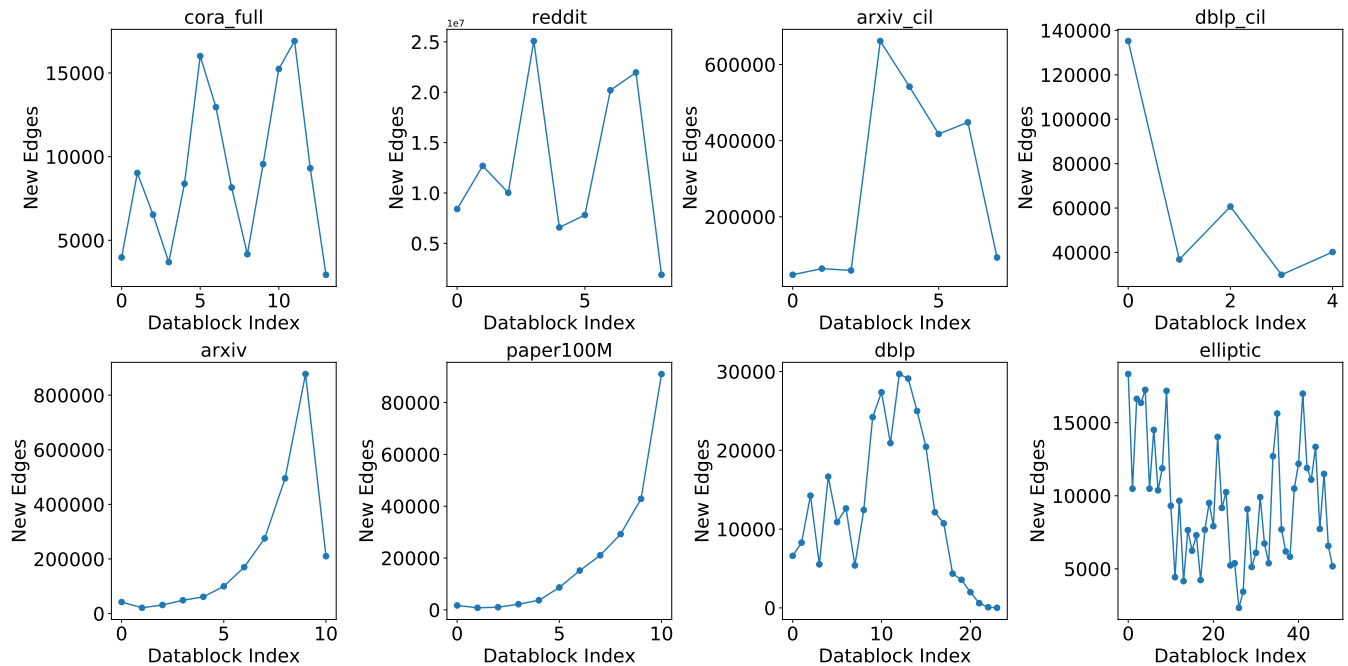 cora_full
New Edges
15000
10000
5000
0 5 10
Datablock Index
reddit
1e7
New Edges
2.5
2.0
1.5
1.0
0.5
0 5
Datablock Index
arxiv_cil
New Edges
600000
400000
200000
0 5
Datablock Index
dblp_cil
New Edges
140000
120000
100000
80000
60000
40000
0 2 4
Datablock Index
arxiv
New Edges
800000
600000
400000
200000
0
0 5 10
Datablock Index
paper100M
New Edges
80000
60000
40000
20000
0
0 5 10
Datablock Index
dblp
New Edges
30000
20000
10000
0
0 10 20
Datablock Index
elliptic
New Edges
15000
10000
5000
0 20 40
Datablock Index